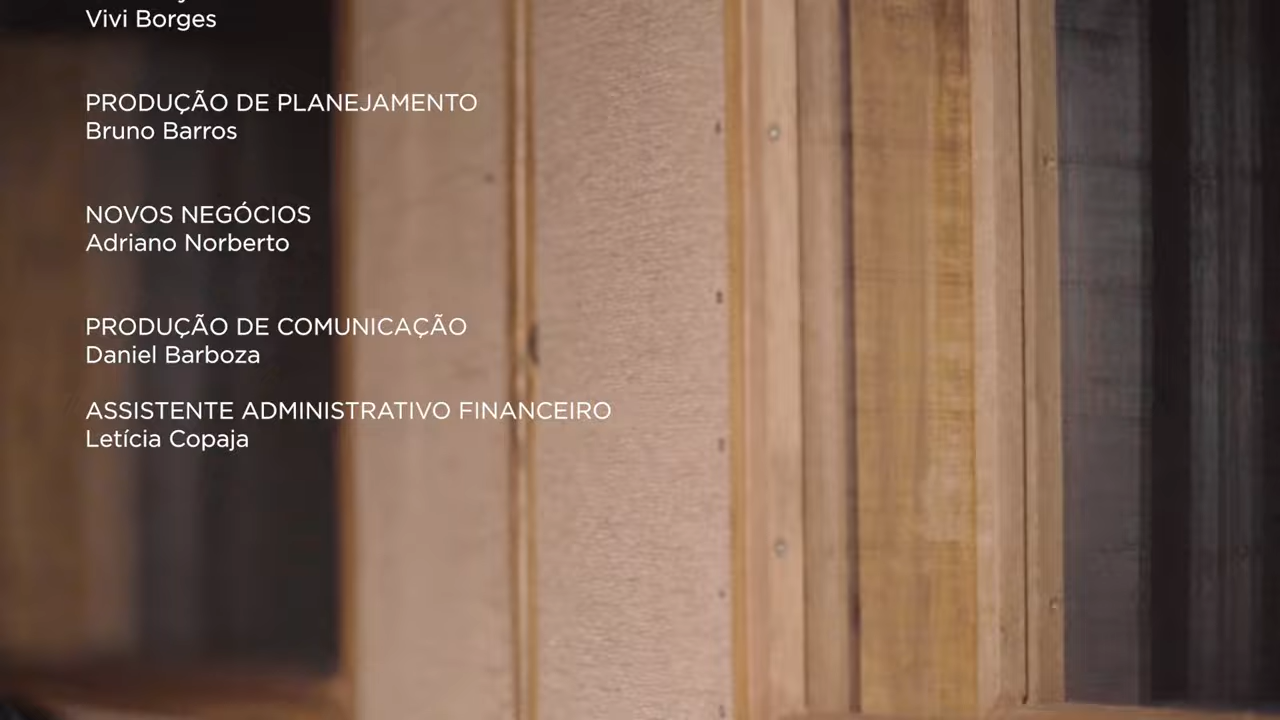 Vivi Borges
PRODUÇÃO DE PLANEJAMENTO
Bruno Barros
NOVOS NEGÓCIOS
Adriano Norberto
PRODUÇÃO DE COMUNICAÇÃO
Daniel Barboza
ASSISTENTE ADMINISTRATIVO FINANCEIRO
Letícia Copaja